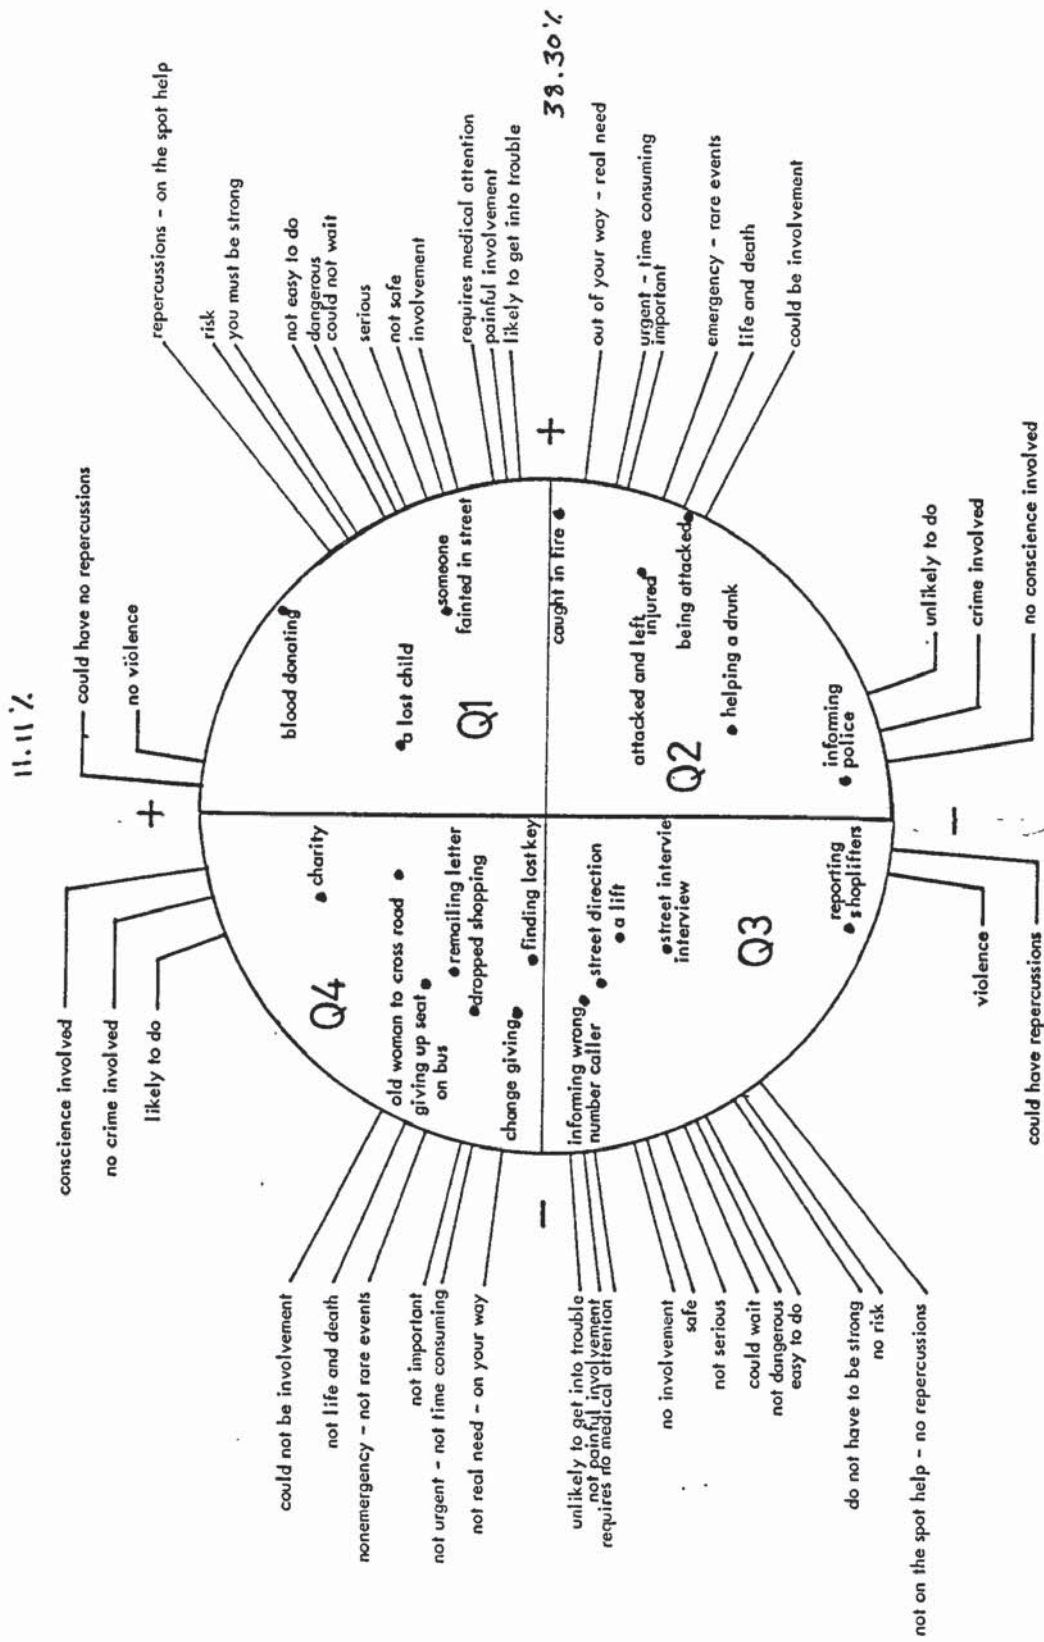 11.11%
38.30%
+
+
-
-
could have no repercussions
no violence
conscience involved
no crime involved
likely to do
repercussions - on the spot help
risk
you must be strong
not easy to do
dangerous
could not wait
serious
not safe
involvement
requires medical attention
painful involvement
likely to get into trouble
out of your way - real need
urgent - time consuming
important
emergency - rare events
life and death
could be involvement
unlikely to do
crime involved
no conscience involved
violence
could have repercussions
could not be involvement
not life and death
nonemergency - not rare events
not important
not urgent - not time consuming
not real need - on your way
unlikely to get into trouble
not painful involvement
requires no medical attention
no involvement
safe
not serious
could wait
not dangerous
easy to do
do not have to be strong
no risk
not on the spot help - no repercussions
Q4
charity
old woman to cross road
giving up seat
on bus
remailing letter
dropped shopping
change giving
finding lost key
Q1
blood donating
a lost child
someone
fainted in street
caught in fire
Q3
informing wrong
number caller
street direction
a lift
street intervie
interview
reporting
shoplifters
Q2
attacked and left
injured
being attacked
helping a drunk
informing
police